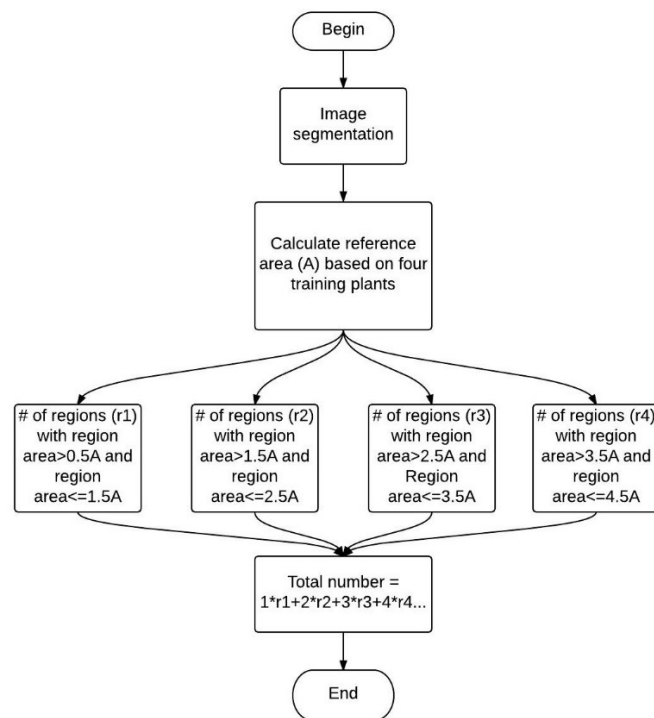 Begin
Image
segmentation
Calculate reference
area (A) based on four
training plants
# of regions (r1)
with region
area>0.5A and
region
area<=1.5A
# of regions (r2)
with region
area>1.5A and
region
area<=2.5A
# of regions (r3)
with region
area>2.5A and
Region
area<=3.5A
# of regions (r4)
with region
area>3.5A and
region
area<=4.5A
Total number =
1*r1+2*r2+3*r3+4*r4...
End